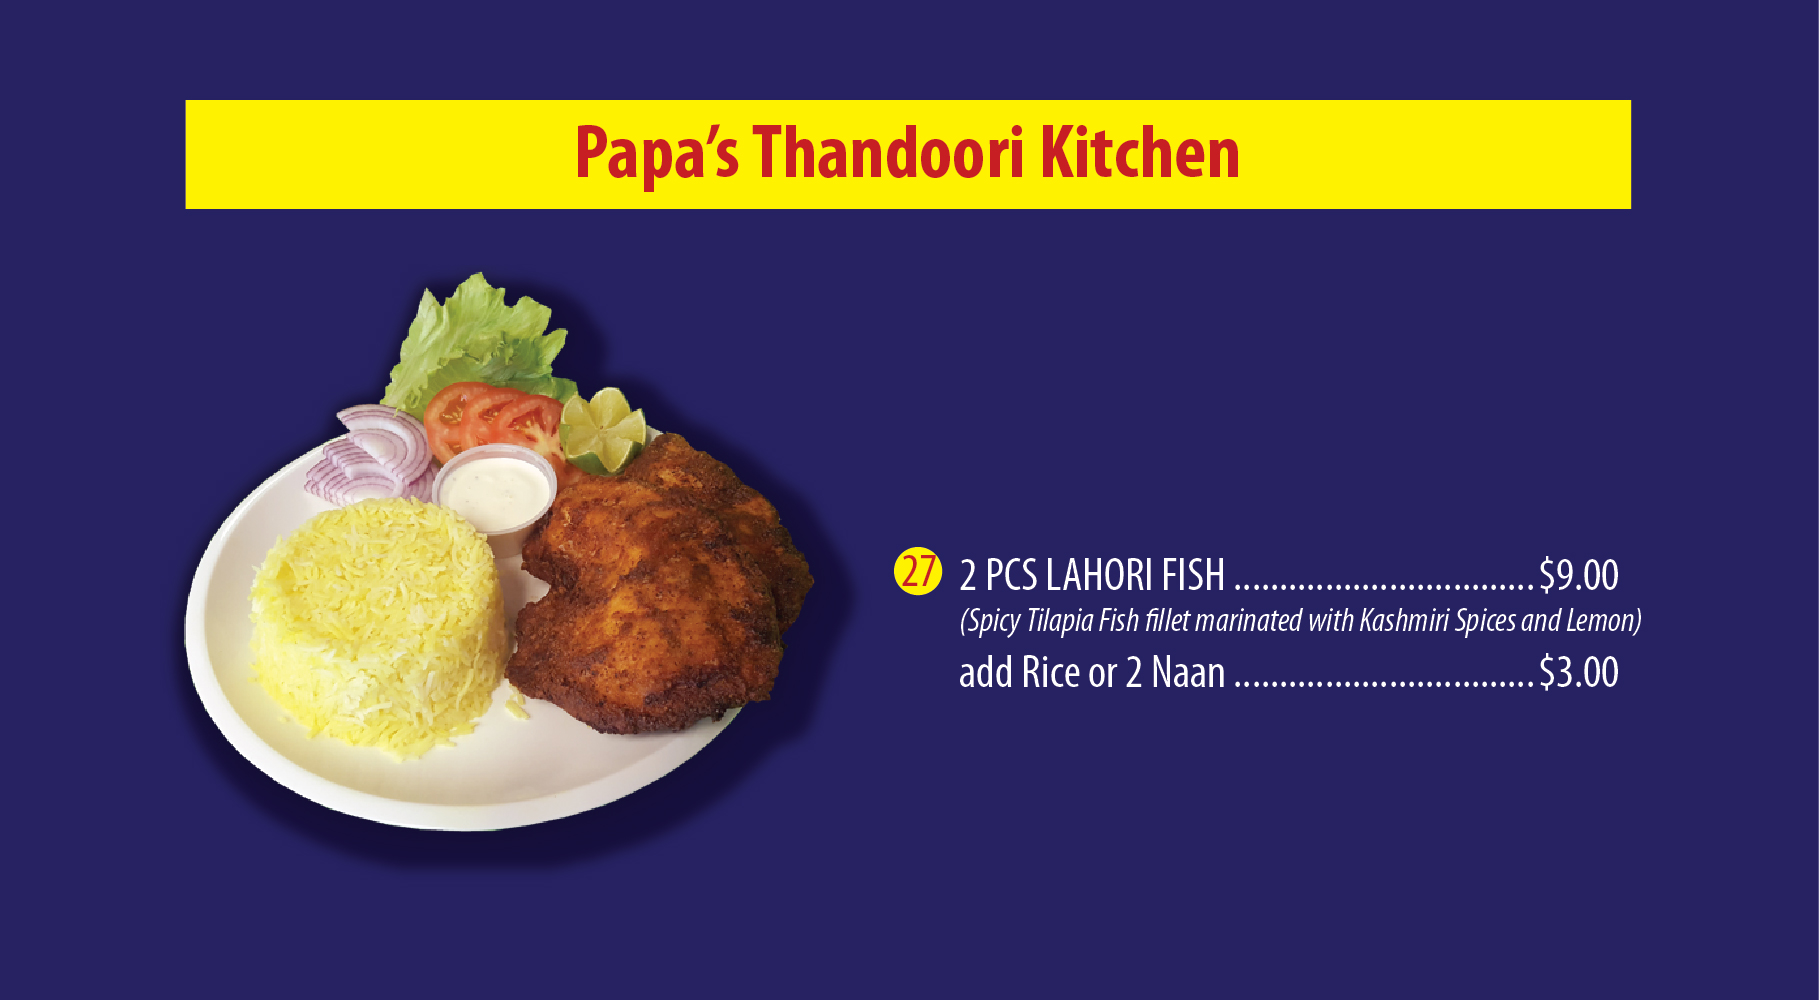 Papa’s Thandoori Kitchen
27 2 PCS LAHORI FISH ................................. $9.00
(Spicy Tilapia Fish fillet marinated with Kashmiri Spices and Lemon)
add Rice or 2 Naan ................................. $3.00